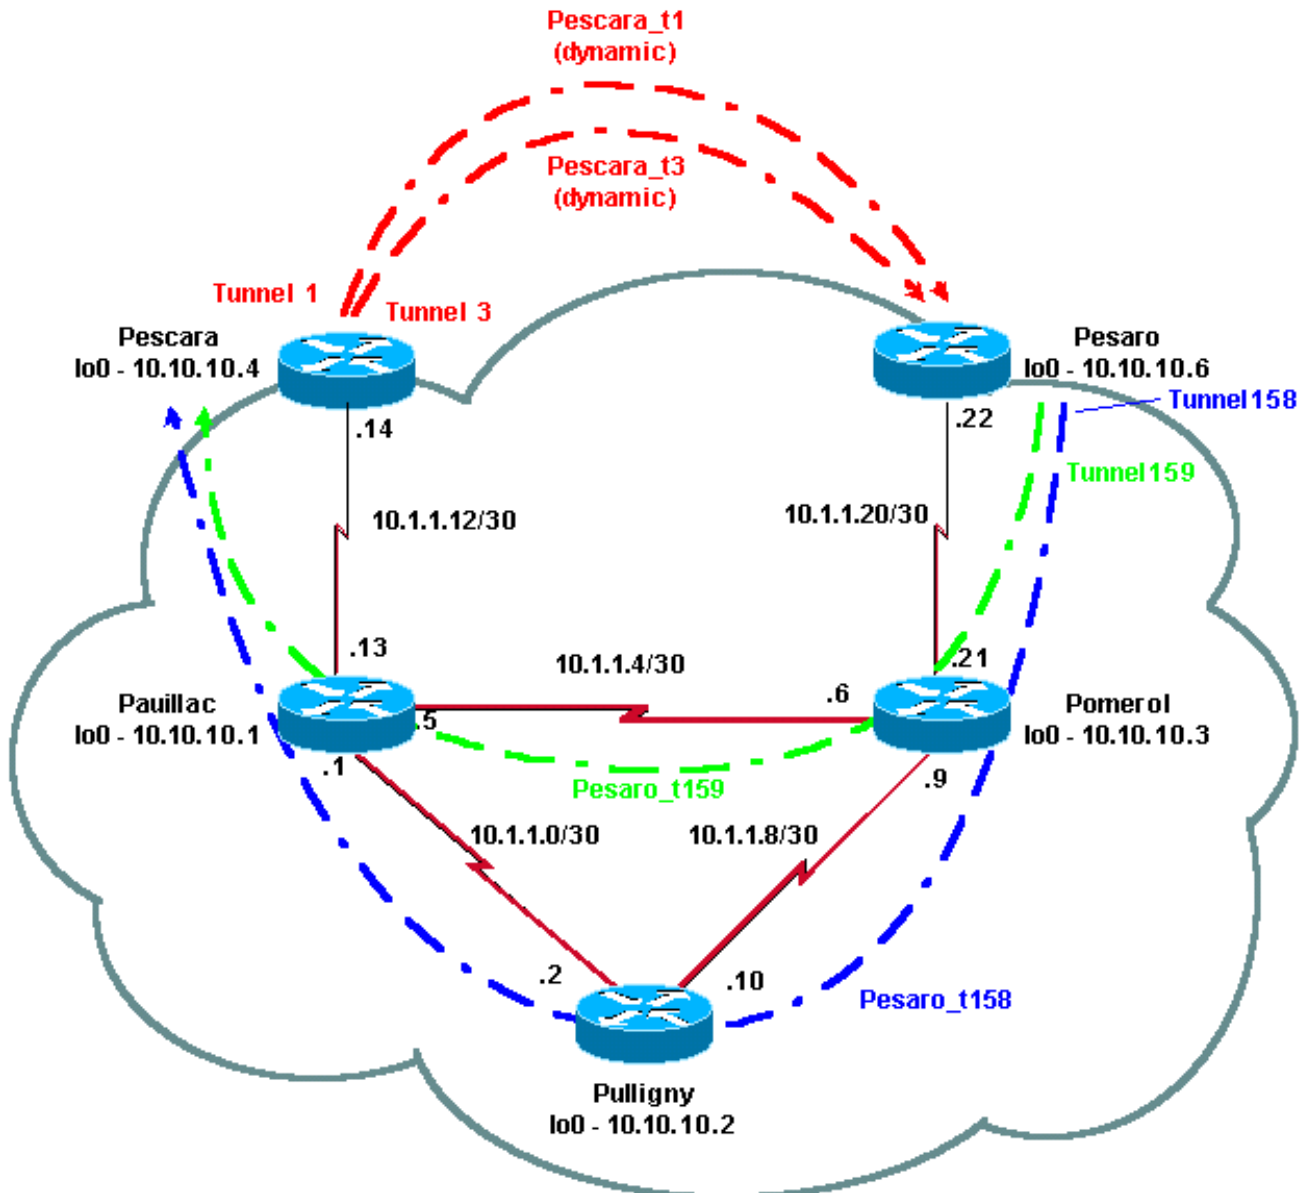 Pescara_t1
(dynamic)
Pescara_t3
(dynamic)
Tunnel 1
Tunnel 3
Pescara
lo0 - 10.10.10.4
Pesaro
lo0 - 10.10.10.6
Tunnel158
.14
.22
Tunnel159
10.1.1.12/30
10.1.1.20/30
.13
.21
10.1.1.4/30
.6
Pauillac
lo0 - 10.10.10.1
.5
Pomerol
lo0 - 10.10.10.3
.1
.9
Pesaro_t159
10.1.1.0/30
10.1.1.8/30
.2
.10
Pesaro_t158
Pulligny
lo0 - 10.10.10.2